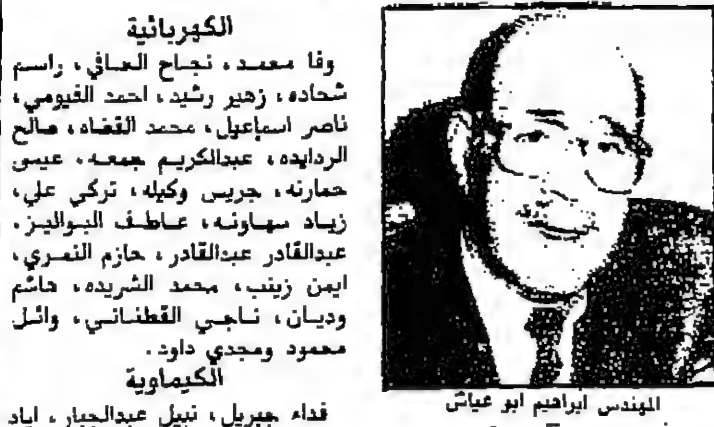 الكهربائية
وفا محمد، نجاح الصافي، راسم
شحاده، زهير رشيد، احمد الفيومي،
ناصر اسماعيل، محمد القضاه، صالح
الردايده، عبدالكريم جمعه، عيسى
حمارنه، جريس وكيله، تركي علي،
زياد سهاونه، عاطف البواليز،
عبدالقادر عبدالقادر، حازم النمري،
ايمن زينب، محمد الشريده، هاشم
وديان، ناجي القطناني، وائل
محمود ومجدي داود.
الكيماوية
فداء جبريل، نبيل عبدالجبار، اياد
المهندس ابراهيم ابو عياش